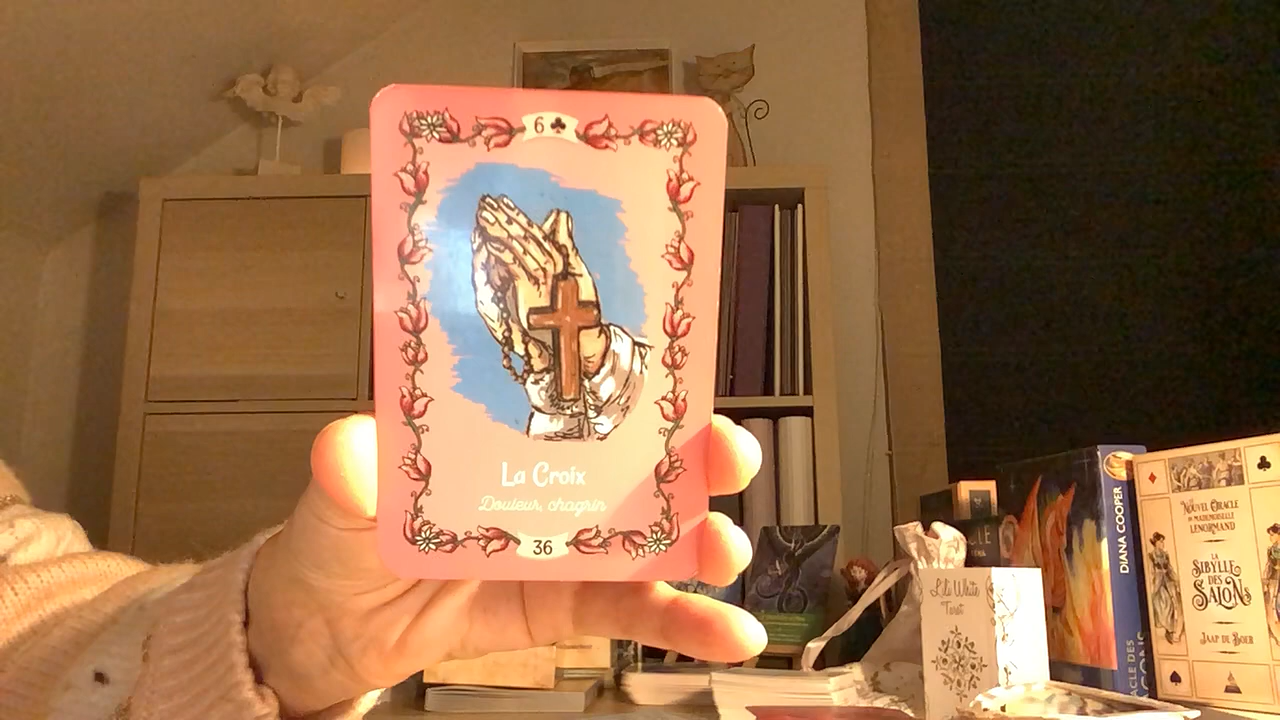 6♣
La Croix
Douleur, chagrin
36
Lili White
Tarot
DIANA COOPER
NOUVEL ORACLE
DE MADEMOISELLE
LENORMAND
LA
SIBYLLE
DES
SALONS
JAAP DE BOER